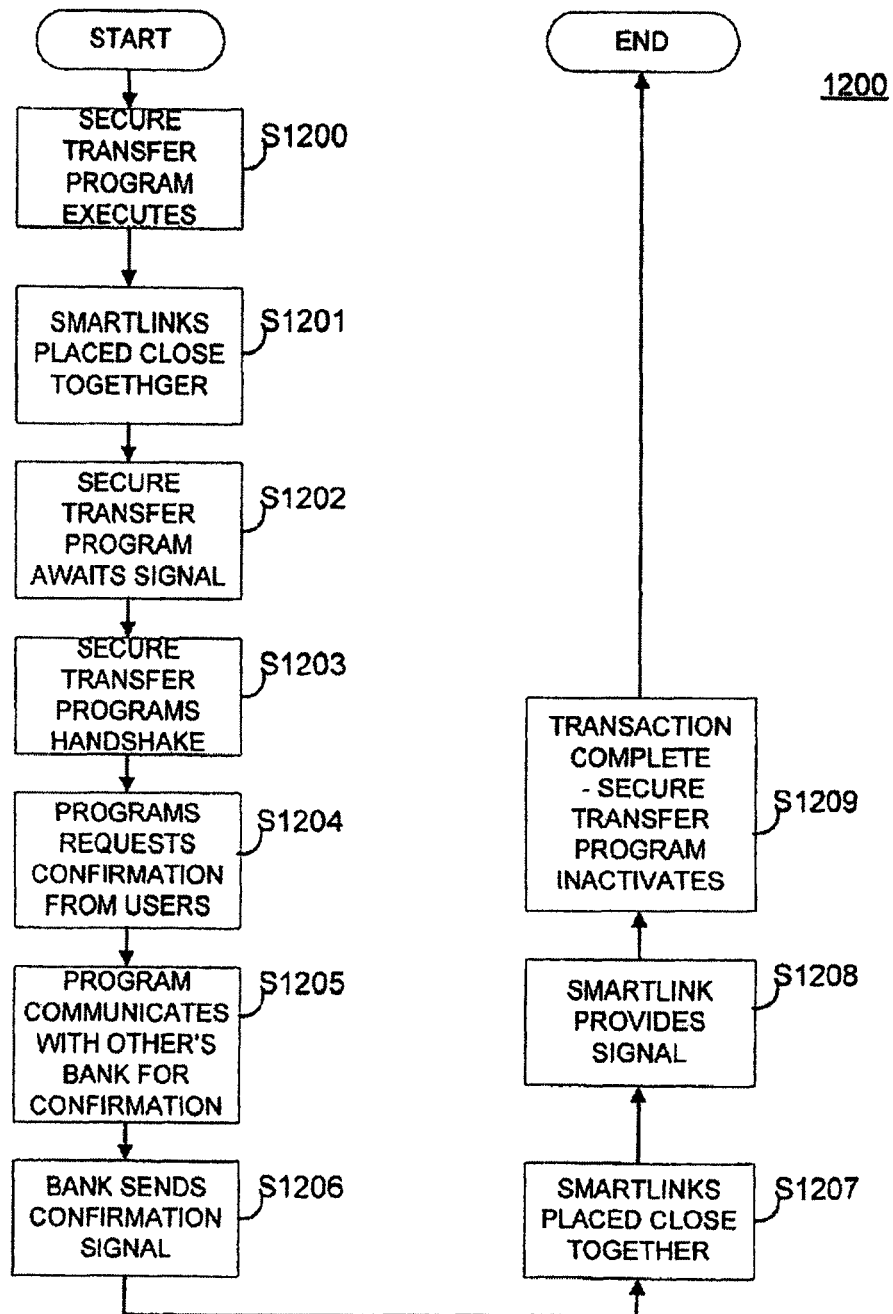 START
SECURE
TRANSFER
PROGRAM
EXECUTES
S1200
SMARTLINKS
PLACED CLOSE
TOGETHGER
S1201
SECURE
TRANSFER
PROGRAM
AWAITS SIGNAL
S1202
SECURE
TRANSFER
PROGRAMS
HANDSHAKE
S1203
PROGRAMS
REQUESTS
CONFIRMATION
FROM USERS
S1204
PROGRAM
COMMUNICATES
WITH OTHER'S
BANK FOR
CONFIRMATION
S1205
BANK SENDS
CONFIRMATION
SIGNAL
S1206
SMARTLINKS
PLACED CLOSE
TOGETHER
S1207
SMARTLINK
PROVIDES
SIGNAL
S1208
TRANSACTION
COMPLETE
- SECURE
TRANSFER
PROGRAM
INACTIVATES
S1209
END
1200